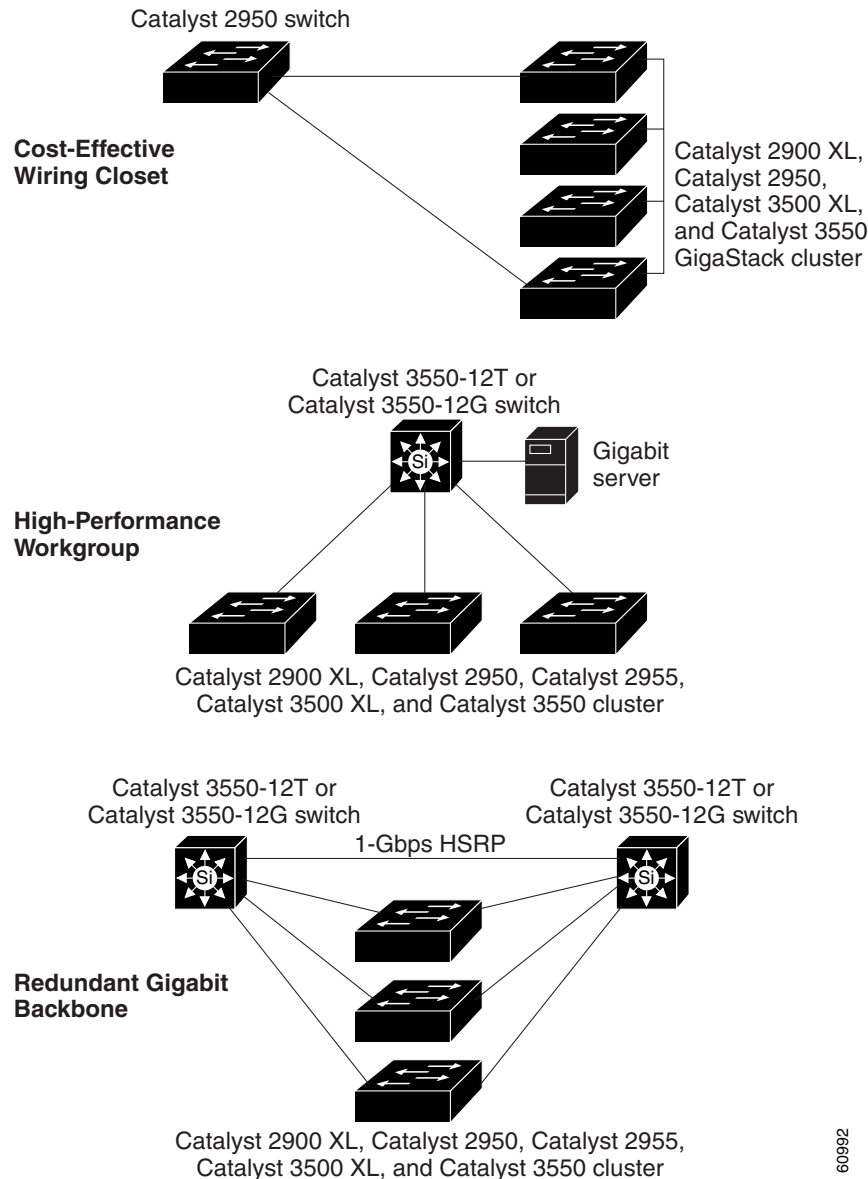 Catalyst 2950 switch
Cost-Effective
Wiring Closet
Catalyst 2900 XL,
Catalyst 2950,
Catalyst 3500 XL,
and Catalyst 3550
GigaStack cluster
Catalyst 3550-12T or
Catalyst 3550-12G switch
Si
Gigabit
server
High-Performance
Workgroup
Catalyst 2900 XL, Catalyst 2950, Catalyst 2955,
Catalyst 3500 XL, and Catalyst 3550 cluster
Catalyst 3550-12T or
Catalyst 3550-12G switch
Catalyst 3550-12T or
Catalyst 3550-12G switch
1-Gbps HSRP
Si
Si
Redundant Gigabit
Backbone
Catalyst 2900 XL, Catalyst 2950, Catalyst 2955,
Catalyst 3500 XL, and Catalyst 3550 cluster
60992